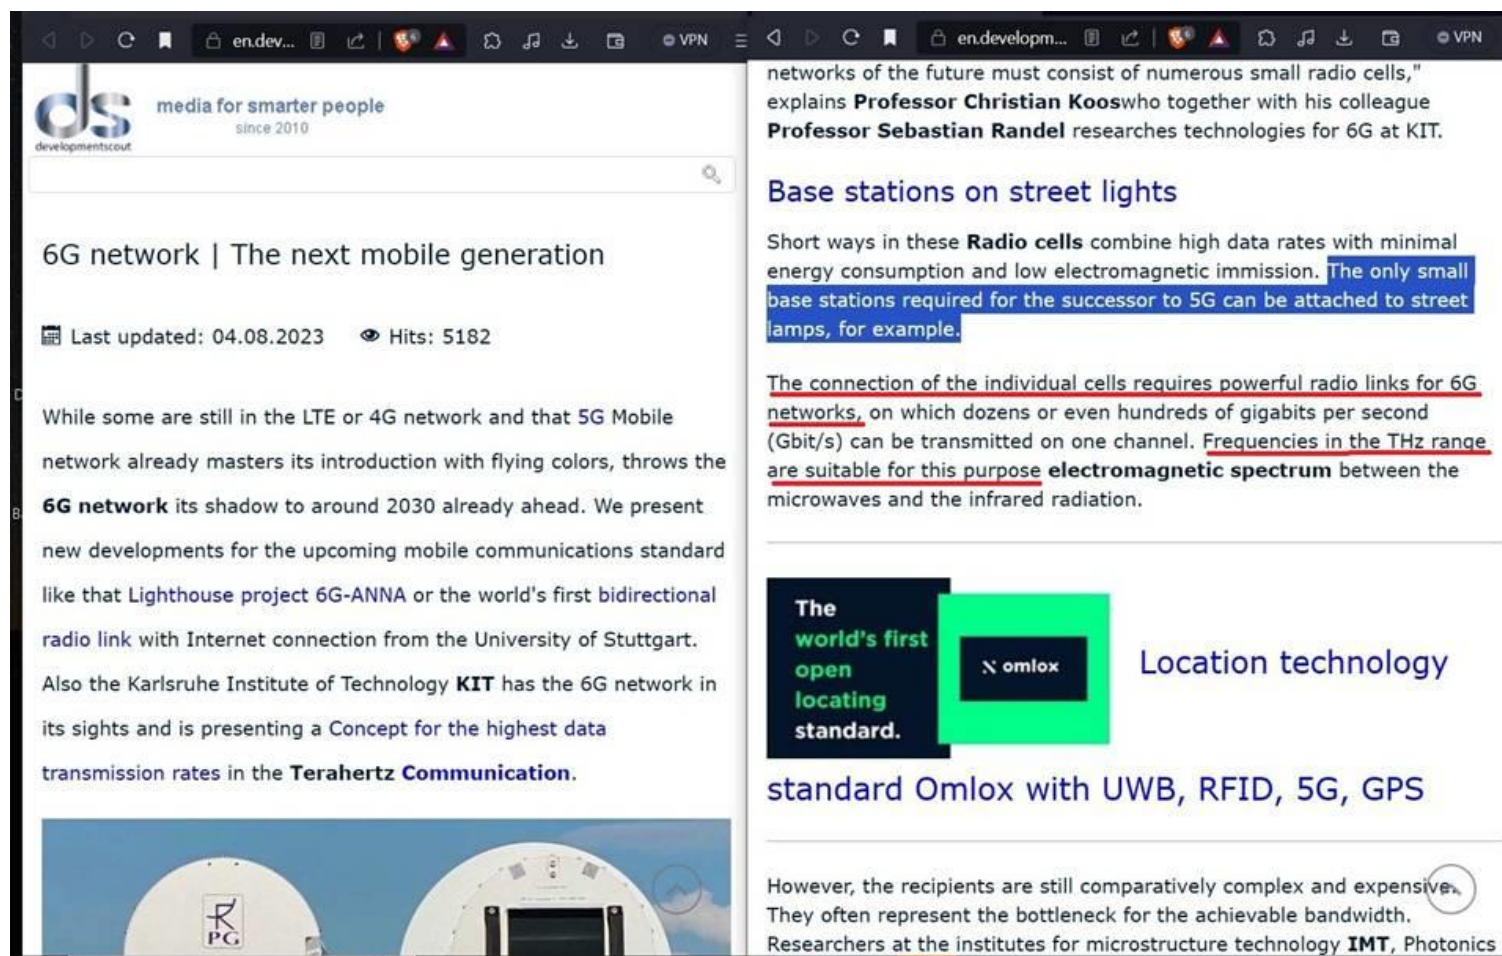 en.dev...
VPN
ds
developmentscout
media for smarter people
since 2010
6G network | The next mobile generation
Last updated: 04.08.2023 Hits: 5182
While some are still in the LTE or 4G network and that 5G Mobile
network already masters its introduction with flying colors, throws the
6G network its shadow to around 2030 already ahead. We present
new developments for the upcoming mobile communications standard
like that Lighthouse project 6G-ANNA or the world's first bidirectional
radio link with Internet connection from the University of Stuttgart.
Also the Karlsruhe Institute of Technology KIT has the 6G network in
its sights and is presenting a Concept for the highest data
transmission rates in the Terahertz Communication.
RPG
en.developm...
VPN
networks of the future must consist of numerous small radio cells,"
explains Professor Christian Kooswho together with his colleague
Professor Sebastian Randel researches technologies for 6G at KIT.
Base stations on street lights
Short ways in these Radio cells combine high data rates with minimal
energy consumption and low electromagnetic immission. The only small
base stations required for the successor to 5G can be attached to street
lamps, for example.
The connection of the individual cells requires powerful radio links for 6G
networks, on which dozens or even hundreds of gigabits per second
(Gbit/s) can be transmitted on one channel. Frequencies in the THz range
are suitable for this purpose electromagnetic spectrum between the
microwaves and the infrared radiation.
The
world's first
open
locating
standard.
omlox
Location technology
standard Omlox with UWB, RFID, 5G, GPS
However, the recipients are still comparatively complex and expensive.
They often represent the bottleneck for the achievable bandwidth.
Researchers at the institutes for microstructure technology IMT, Photonics